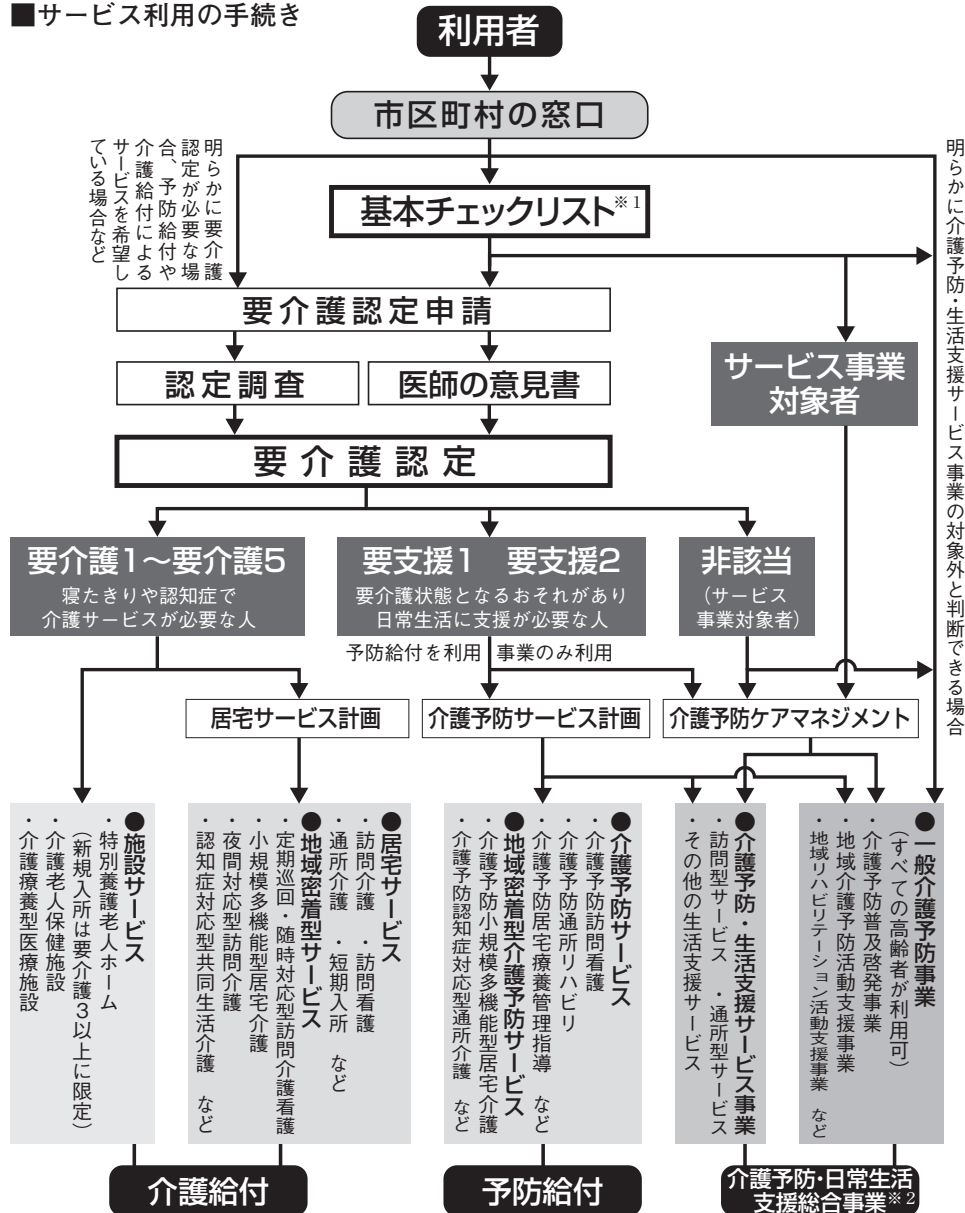 ■サービス利用の手続き
利用者
市区町村の窓口
明らかに要介護
認定が必要な場
合、予防給付や
介護給付による
サービスを希望し
ている場合など
基本チェックリスト※1
明らかに介護予防・生活支援サービス事業の対象外と判断できる場合
要介護認定申請
認定調査
医師の意見書
サービス事業
対象者
要介護認定
要介護1〜要介護5
寝たきりや認知症で
介護サービスが必要な人
要支援1 要支援2
要介護状態となるおそれがあり
日常生活に支援が必要な人
非該当
(サービス
事業対象者)
予防給付を利用
事業のみ利用
居宅サービス計画
介護予防サービス計画
介護予防ケアマネジメント
●施設サービス
・特別養護老人ホーム
(新規入所は要介護3以上に限定)
・介護老人保健施設
・介護療養型医療施設
●居宅サービス
・訪問介護 ・訪問看護
・通所介護 ・短期入所 など
●地域密着型サービス
・定期巡回・随時対応型訪問介護看護
・小規模多機能型居宅介護
・夜間対応型訪問介護
・認知症対応型共同生活介護 など
●介護予防サービス
・介護予防訪問看護
・介護予防通所リハビリ
・介護予防居宅療養管理指導 など
●地域密着型介護予防サービス
・介護予防小規模多機能型居宅介護
・介護予防認知症対応型通所介護 など
●介護予防・生活支援サービス事業
・訪問型サービス ・通所型サービス
・その他の生活支援サービス
●一般介護予防事業
(すべての高齢者が利用可)
・介護予防普及啓発事業
・地域介護予防活動支援事業
・地域リハビリテーション活動支援事業 など
介護給付
予防給付
介護予防・日常生活
支援総合事業※2